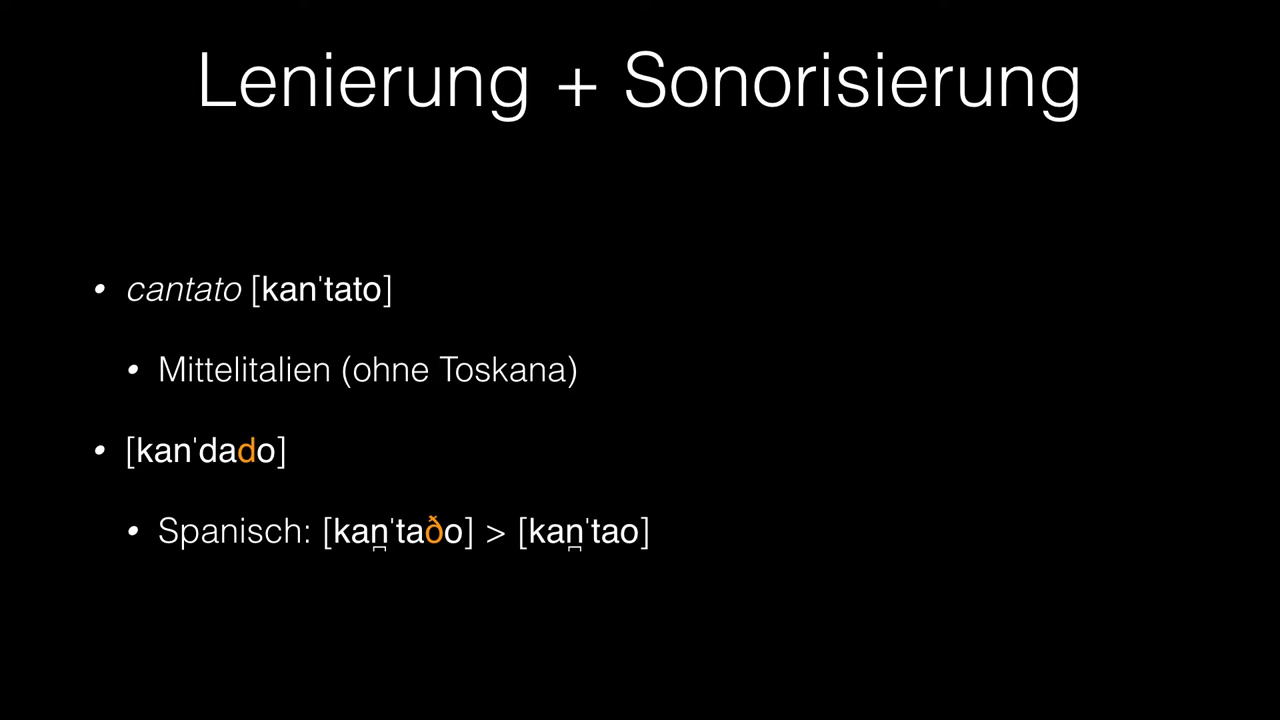 Lenierung + Sonorisierung
• cantato [kanˈtato]
• Mittelitalien (ohne Toskana)
• [kanˈdado]
• Spanisch: [kan̪ˈtaðo] > [kan̪ˈtao]